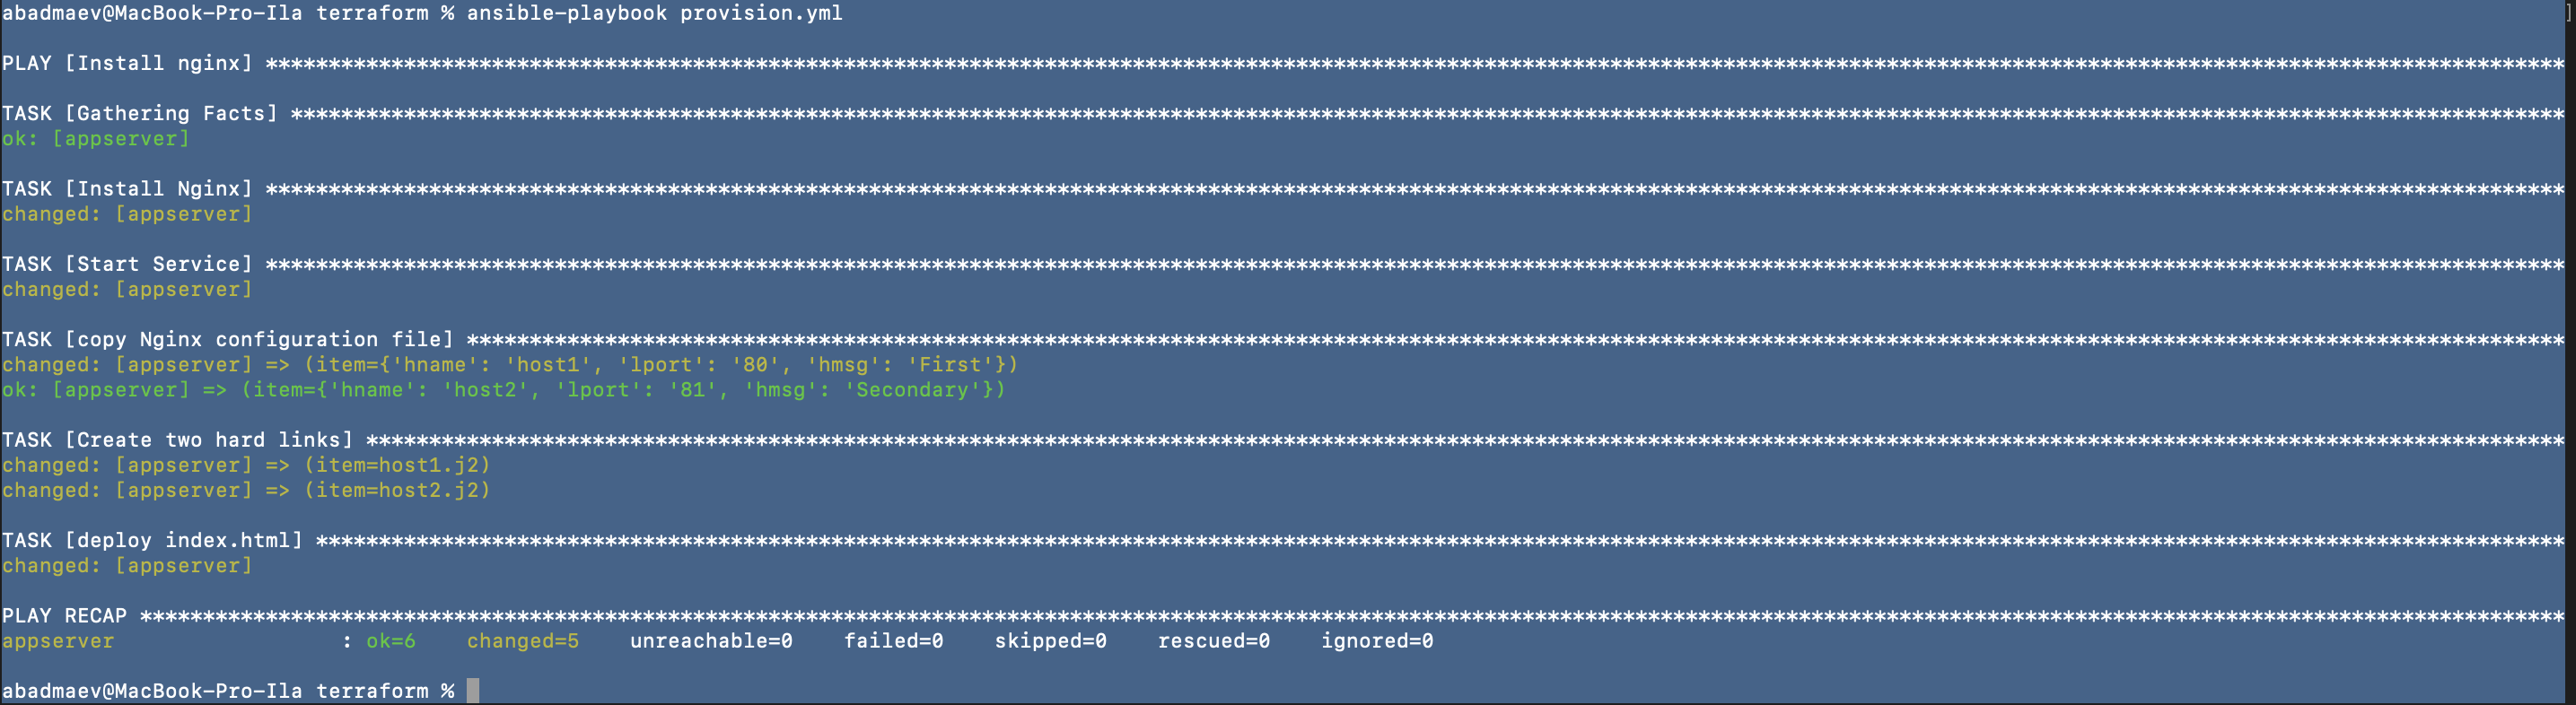 abadmaev@MacBook-Pro-Ila terraform % ansible-playbook provision.yml ]
PLAY [Install nginx] ****************************************************************************************************************************************************************************************
TASK [Gathering Facts] **************************************************************************************************************************************************************************************
ok: [appserver]
TASK [Install Nginx] ****************************************************************************************************************************************************************************************
changed: [appserver]
TASK [Start Service] ****************************************************************************************************************************************************************************************
changed: [appserver]
TASK [copy Nginx configuration file] ************************************************************************************************************************************************************************
changed: [appserver] => (item={'hname': 'host1', 'lport': '80', 'hmsg': 'First'})
ok: [appserver] => (item={'hname': 'host2', 'lport': '81', 'hmsg': 'Secondary'})
TASK [Create two hard links] ********************************************************************************************************************************************************************************
changed: [appserver] => (item=host1.j2)
changed: [appserver] => (item=host2.j2)
TASK [deploy index.html] ************************************************************************************************************************************************************************************
changed: [appserver]
PLAY RECAP **************************************************************************************************************************************************************************************************
appserver : ok=6 changed=5 unreachable=0 failed=0 skipped=0 rescued=0 ignored=0
abadmaev@MacBook-Pro-Ila terraform %